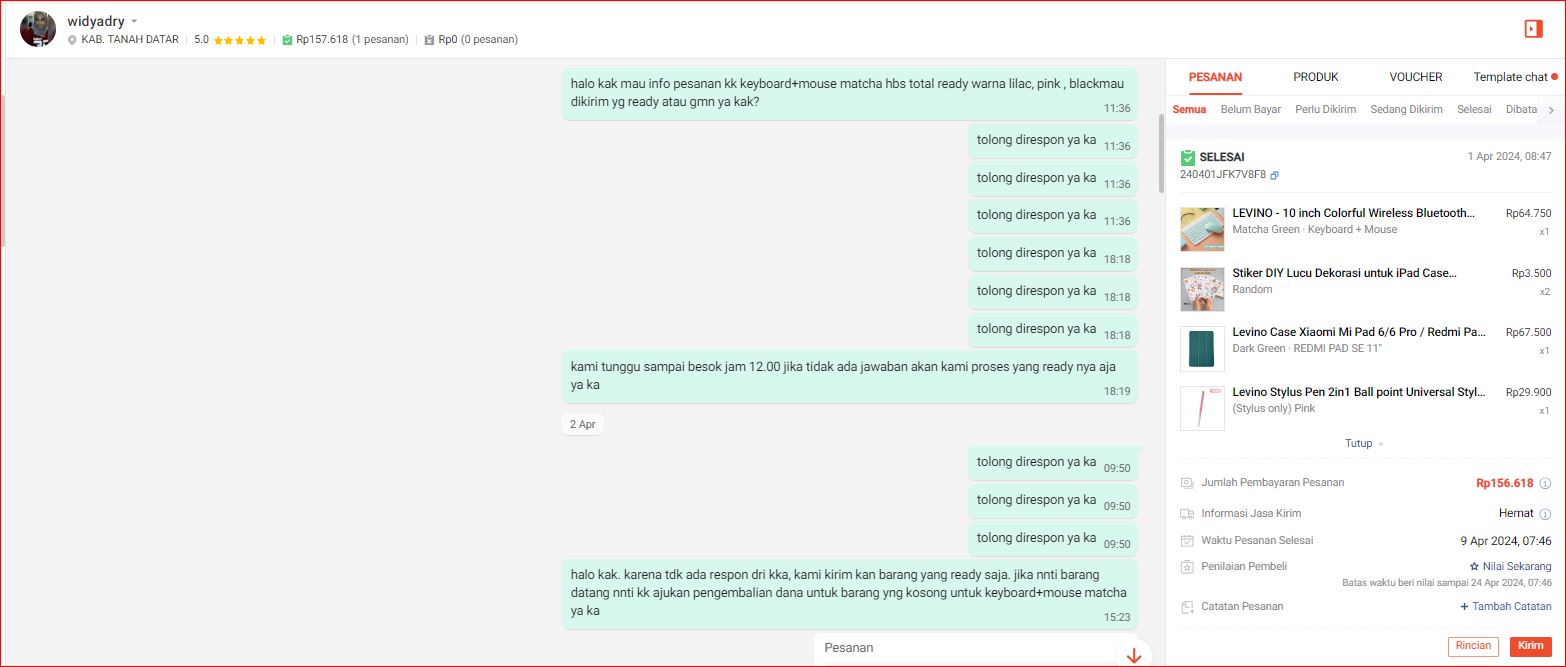 widyadry
KAB. TANAH DATAR
5.0
Rp157.618 (1 pesanan)
Rp0 (0 pesanan)
halo kak mau info pesanan kk keyboard+mouse matcha hbs total ready warna lilac, pink , blackmau
dikirim yg ready atau gmn ya kak?
11:36
tolong direspon ya ka 11:36
tolong direspon ya ka 11:36
tolong direspon ya ka 11:36
tolong direspon ya ka 18:18
tolong direspon ya ka 18:18
tolong direspon ya ka 18:18
kami tunggu sampai besok jam 12.00 jika tidak ada jawaban akan kami proses yang ready nya aja
ya ka
18:19
2 Apr
tolong direspon ya ka 09:50
tolong direspon ya ka 09:50
tolong direspon ya ka 09:50
halo kak. karena tdk ada respon dri kka, kami kirim kan barang yang ready saja. jika nnti barang
datang nnti kk ajukan pengembalian dana untuk barang yng kosong untuk keyboard+mouse matcha
ya ka
15:23
Pesanan
PESANAN PRODUK VOUCHER Template chat
Semua Belum Bayar Perlu Dikirim Sedang Dikirim Selesai Dibata
SELESAI 1 Apr 2024, 08:47
240401JFK7V8F8
LEVINO - 10 inch Colorful Wireless Bluetooth... Rp64.750
Matcha Green · Keyboard + Mouse x1
Stiker DIY Lucu Dekorasi untuk iPad Case... Rp3.500
Random x2
Levino Case Xiaomi Mi Pad 6/6 Pro / Redmi Pa... Rp67.500
Dark Green · REDMI PAD SE 11" x1
Levino Stylus Pen 2in1 Ball point Universal Styl... Rp29.900
(Stylus only) Pink x1
Tutup
Jumlah Pembayaran Pesanan Rp156.618
Informasi Jasa Kirim Hemat
Waktu Pesanan Selesai 9 Apr 2024, 07:46
Penilaian Pembeli Nilai Sekarang
Batas waktu beri nilai sampai 24 Apr 2024, 07:46
Catatan Pesanan + Tambah Catatan
Rincian Kirim